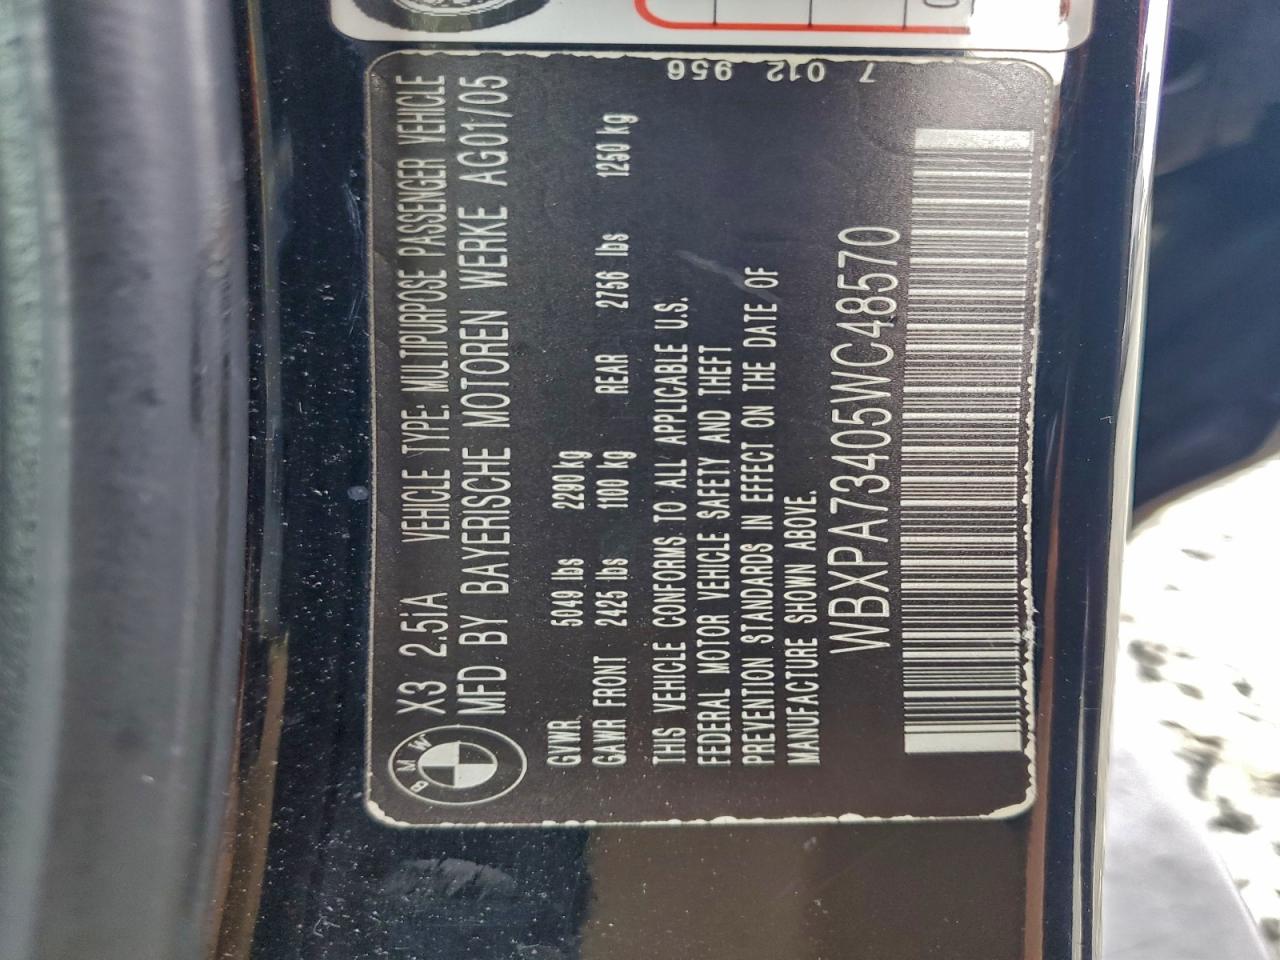 BMW
X3 2.5iA VEHICLE TYPE: MULTIPURPOSE PASSENGER VEHICLE
MFD BY BAYERISCHE MOTOREN WERKE AG01/05
GVWR 5049 lbs 2290 kg
GAWR FRONT 2425 lbs 1100 kg REAR 2756 lbs 1250 kg
THIS VEHICLE CONFORMS TO ALL APPLICABLE U.S.
FEDERAL MOTOR VEHICLE SAFETY AND THEFT
PREVENTION STANDARDS IN EFFECT ON THE DATE OF
MANUFACTURE SHOWN ABOVE.
WBXPA73405WC48570
7 012 956